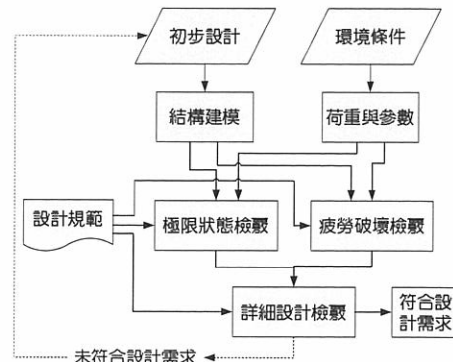 初步設計
環境條件
結構建模
荷重與參數
設計規範
極限狀態檢覈
疲勞破壞檢覈
詳細設計檢覈
符合設
計需求
未符合設計需求